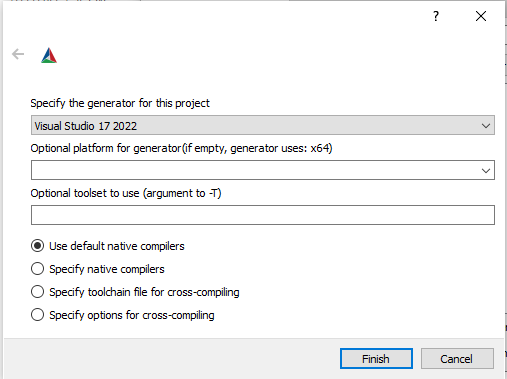 ?
Specify the generator for this project
Visual Studio 17 2022
Optional platform for generator(if empty, generator uses: x64)
Optional toolset to use (argument to -T)
Use default native compilers
Specify native compilers
Specify toolchain file for cross-compiling
Specify options for cross-compiling
Finish Cancel